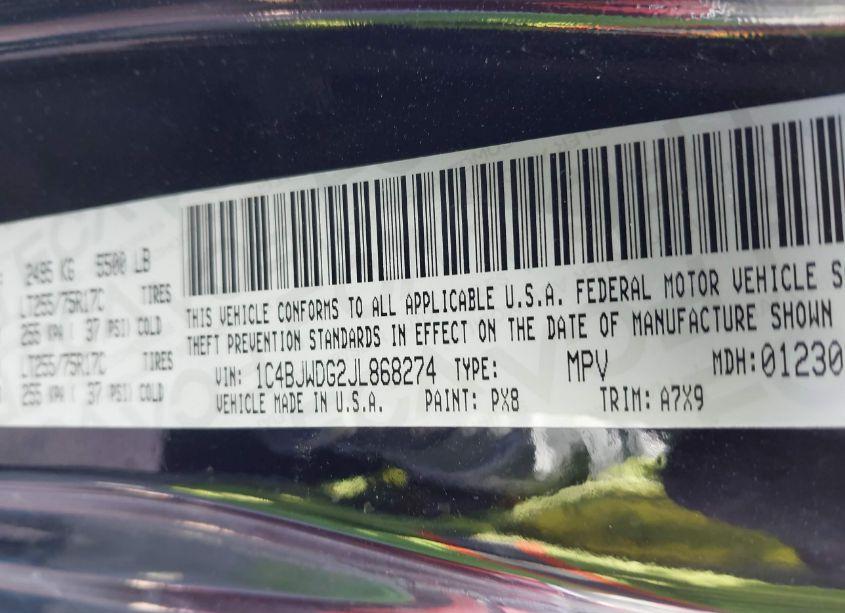 2495 KG 5500 LB
LT255/75R17C TIRES
255 KPA ( 37 PSI) COLD
LT255/75R17C TIRES
255 KPA ( 37 PSI) COLD
THIS VEHICLE CONFORMS TO ALL APPLICABLE U.S.A. FEDERAL MOTOR VEHICLE S
THEFT PREVENTION STANDARDS IN EFFECT ON THE DATE OF MANUFACTURE SHOWN
VIN: 1C4BJWDG2JL868274 TYPE: MPV MDH: 01230
VEHICLE MADE IN U.S.A. PAINT: PX8 TRIM: A7X9